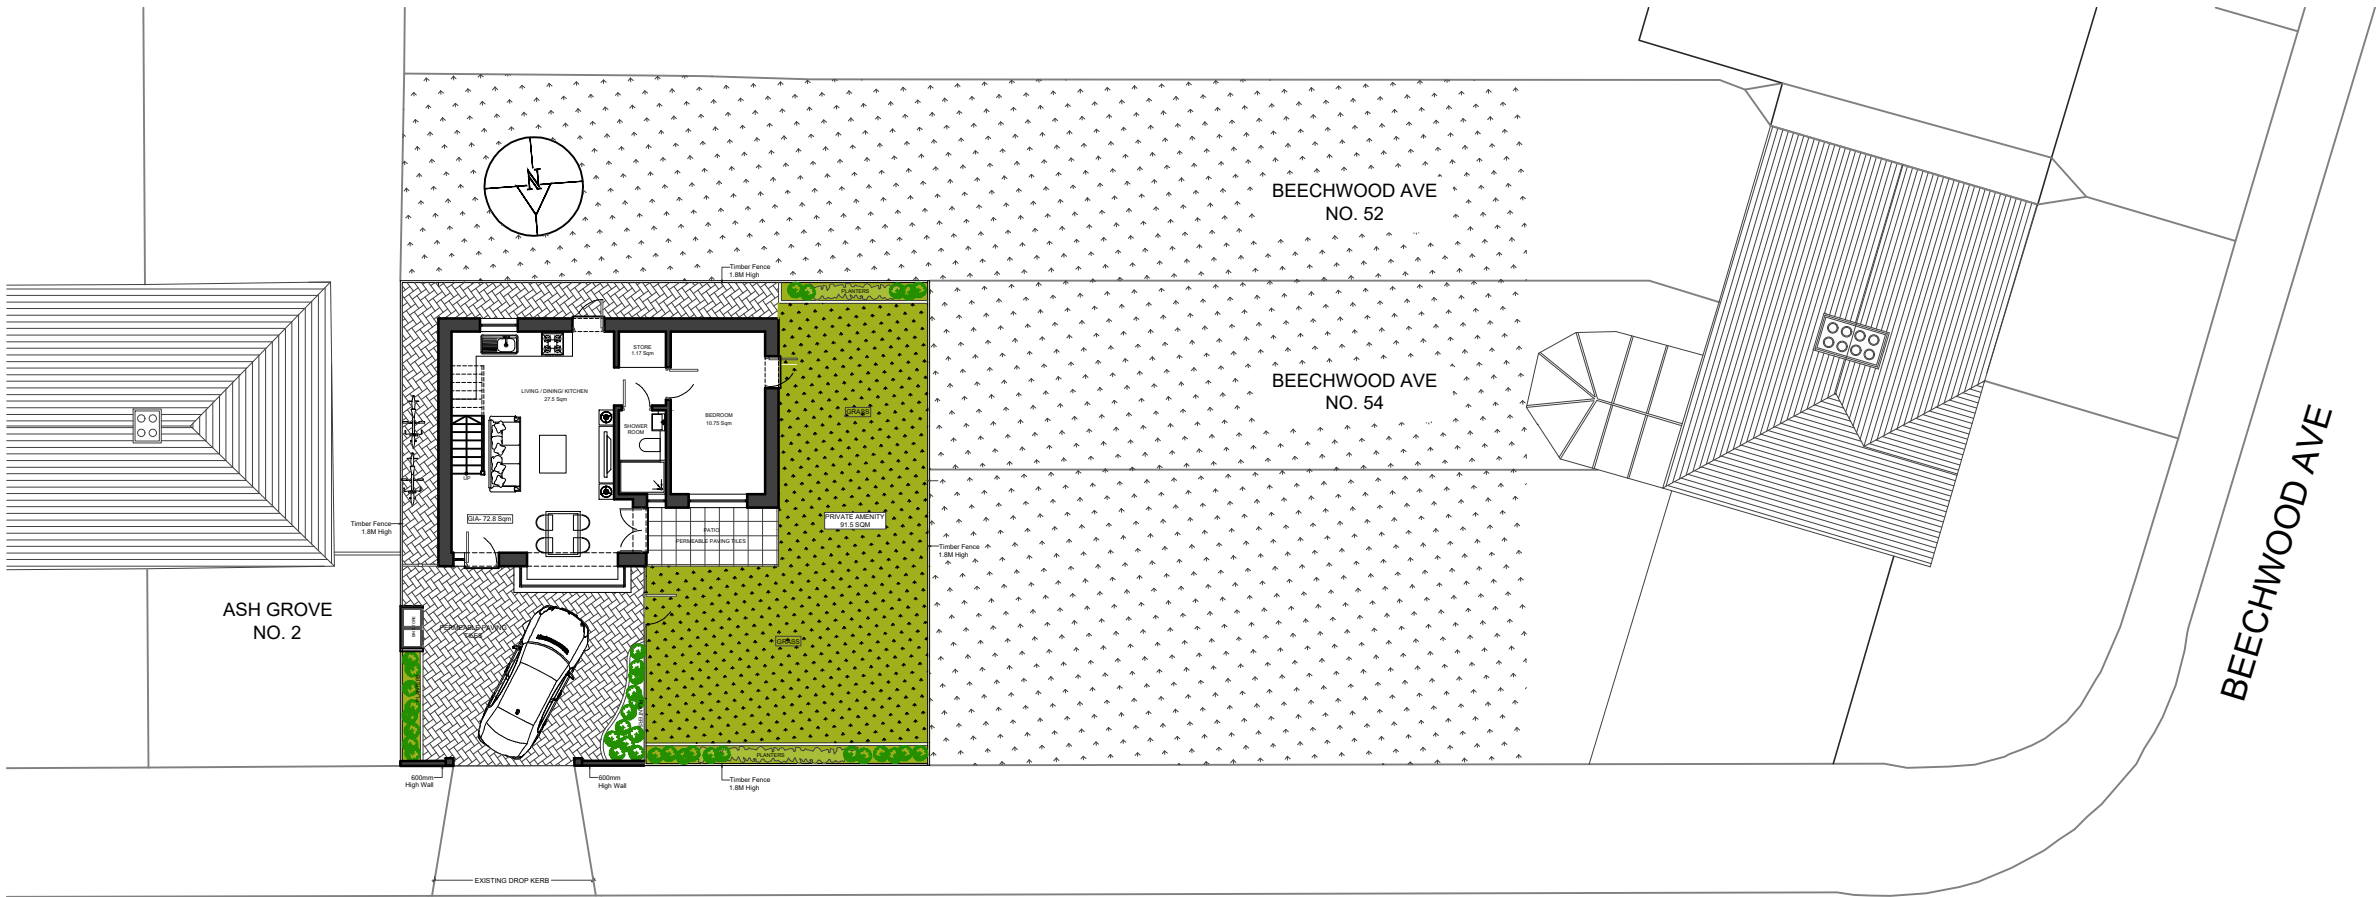 N
BEECHWOOD AVE
NO. 52
Timber Fence
1.8M High
PLANTERS
STORE
1.17 Sqm
LIVING / DINING/ KITCHEN
27.5 Sqm
BEDROOM
10.75 Sqm
SHOWER
ROOM
GRASS
BEECHWOOD AVE
NO. 54
UP
GIA- 72.8 Sqm
Timber Fence
1.8M High
PATIO
PERMEABLE PAVING TILES
PRIVATE AMENITY
91.5 SQM
Timber Fence
1.8M High
BEECHWOOD AVE
ASH GROVE
NO. 2
PERMEABLE PAVING
TILES
GRASS
PLANTERS
600mm
High Wall
600mm
High Wall
Timber Fence
1.8M High
EXISTING DROP KERB